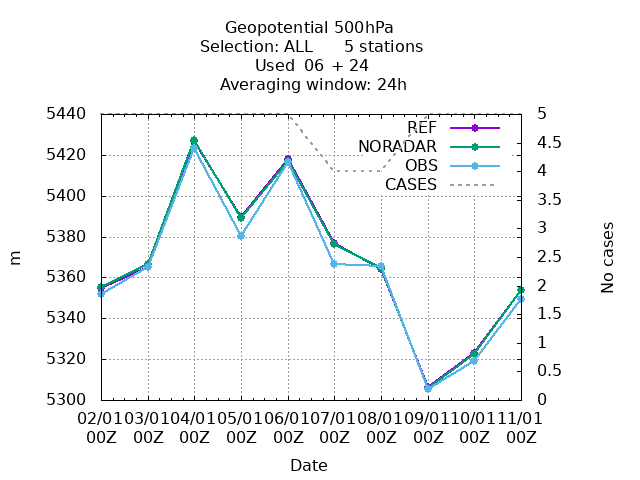 Geopotential 500hPa
Selection: ALL 5 stations
Used 06 + 24
Averaging window: 24h
5440
5420
5400
5380
5360
5340
5320
5300
m
REF
NORADAR
OBS
CASES
5
4.5
4
3.5
3
2.5
2
1.5
1
0.5
0
No cases
02/01 03/01 04/01 05/01 06/01 07/01 08/01 09/01 10/01 11/01
00Z 00Z 00Z 00Z 00Z 00Z 00Z 00Z 00Z 00Z
Date